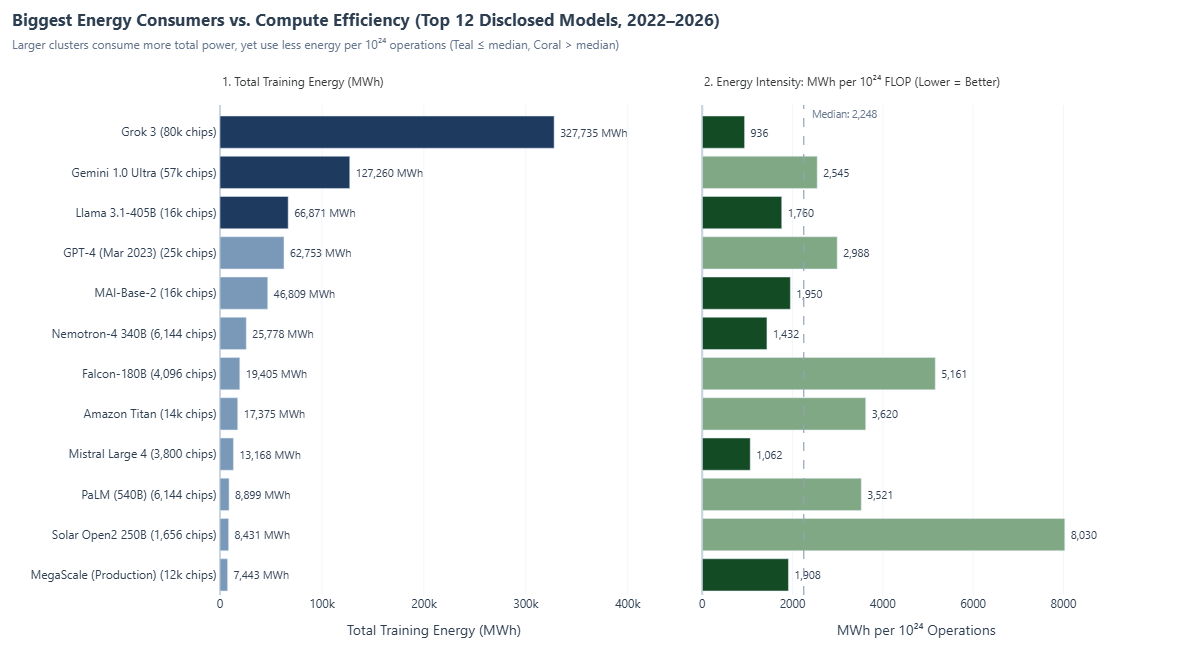 Biggest Energy Consumers vs. Compute Efficiency (Top 12 Disclosed Models, 2022–2026)
Larger clusters consume more total power, yet use less energy per 10²⁴ operations (Teal ≤ median, Coral > median)
1. Total Training Energy (MWh)
2. Energy Intensity: MWh per 10²⁴ FLOP (Lower = Better)
Median: 2,248
Grok 3 (80k chips) 327,735 MWh 936
Gemini 1.0 Ultra (57k chips) 127,260 MWh 2,545
Llama 3.1-405B (16k chips) 66,871 MWh 1,760
GPT-4 (Mar 2023) (25k chips) 62,753 MWh 2,988
MAI-Base-2 (16k chips) 46,809 MWh 1,950
Nemotron-4 340B (6,144 chips) 25,778 MWh 1,432
Falcon-180B (4,096 chips) 19,405 MWh 5,161
Amazon Titan (14k chips) 17,375 MWh 3,620
Mistral Large 4 (3,800 chips) 13,168 MWh 1,062
PaLM (540B) (6,144 chips) 8,899 MWh 3,521
Solar Open2 250B (1,656 chips) 8,431 MWh 8,030
MegaScale (Production) (12k chips) 7,443 MWh 1,908
0 100k 200k 300k 400k
0 2000 4000 6000 8000
Total Training Energy (MWh)
MWh per 10²⁴ Operations